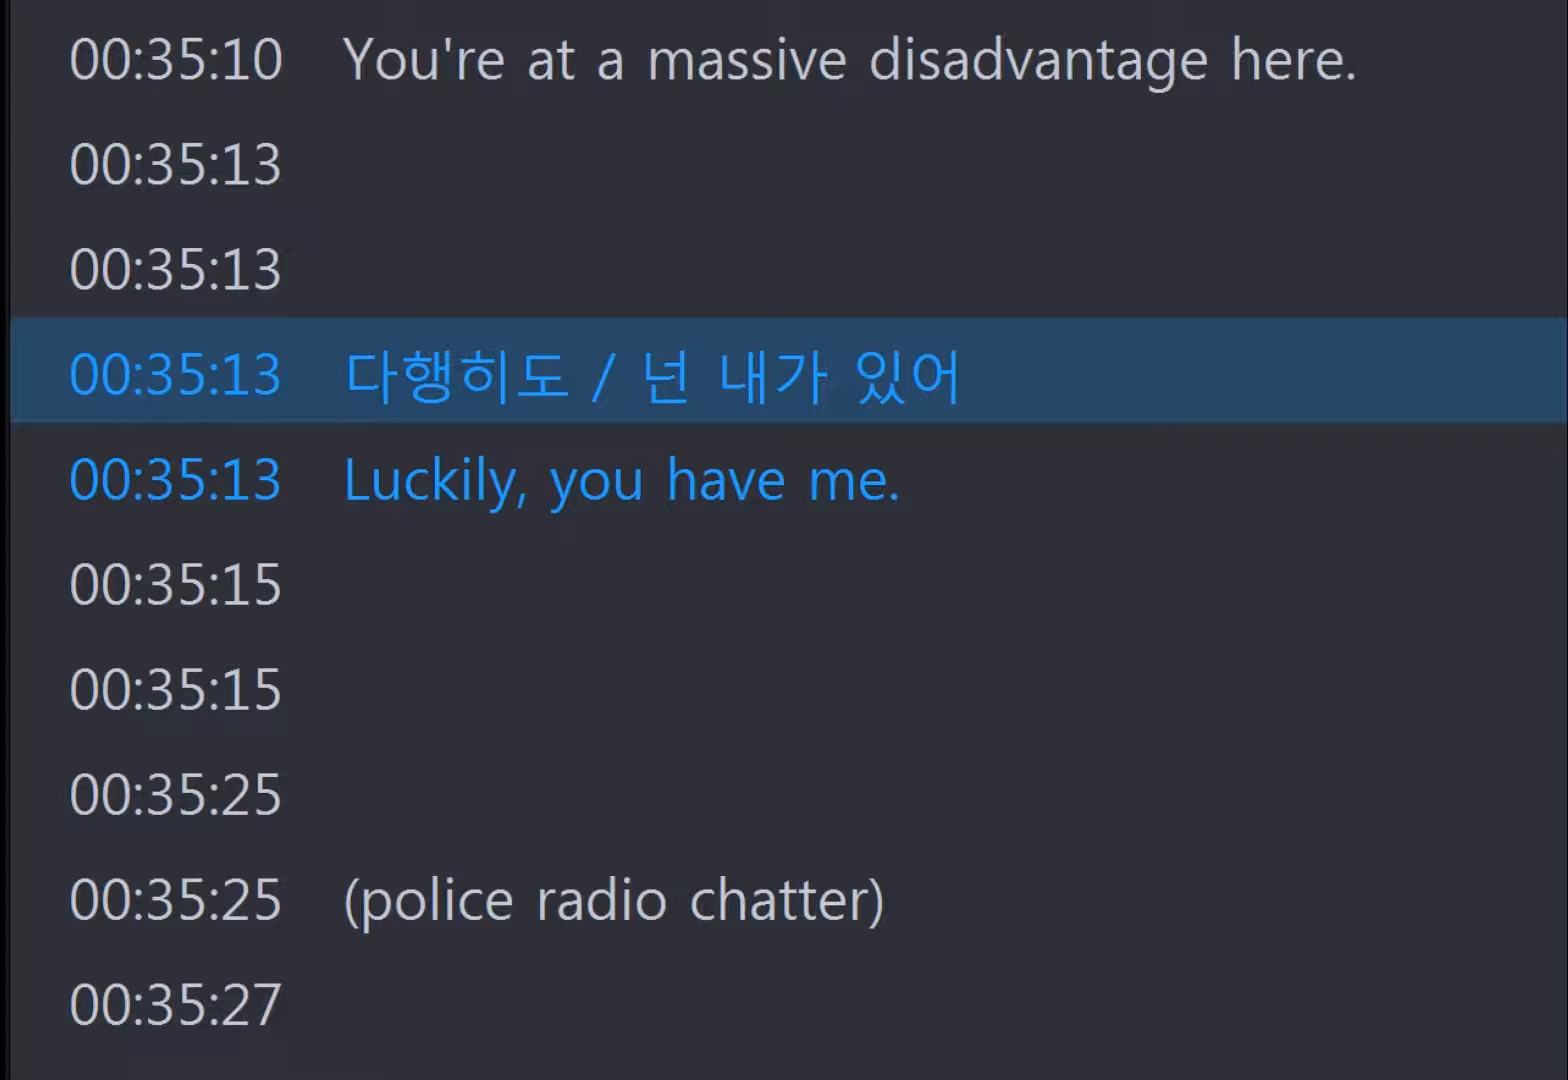 00:35:10 You're at a massive disadvantage here.
00:35:13
00:35:13
00:35:13 다행히도 / 넌 내가 있어
00:35:13 Luckily, you have me.
00:35:15
00:35:15
00:35:25
00:35:25 (police radio chatter)
00:35:27